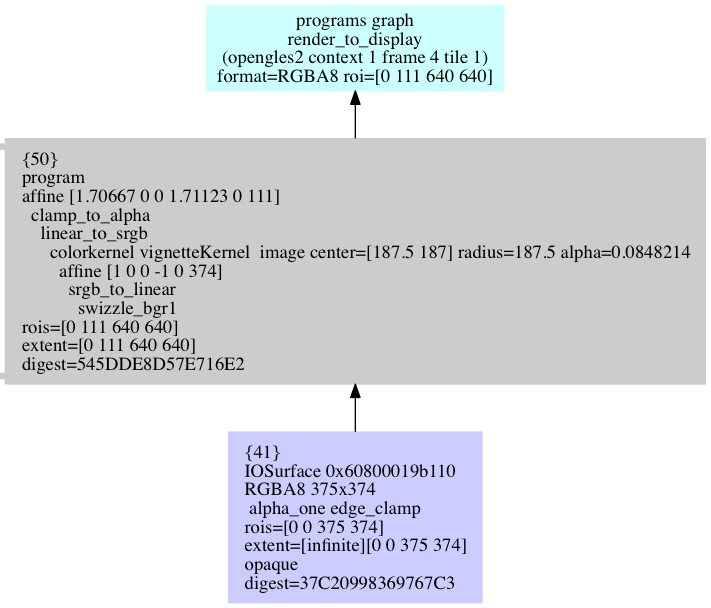 programs graph
render_to_display
(opengles2 context 1 frame 4 tile 1)
format=RGBA8 roi=[0 111 640 640]
{50}
program
affine [1.70667 0 0 1.71123 0 111]
clamp_to_alpha
linear_to_srgb
colorkernel vignetteKernel  image center=[187.5 187] radius=187.5 alpha=0.0848214
affine [1 0 0 -1 0 374]
srgb_to_linear
swizzle_bgr1
rois=[0 111 640 640]
extent=[0 111 640 640]
digest=545DDE8D57E716E2
{41}
IOSurface 0x60800019b110
RGBA8 375x374
alpha_one edge_clamp
rois=[0 0 375 374]
extent=[infinite][0 0 375 374]
opaque
digest=37C20998369767C3